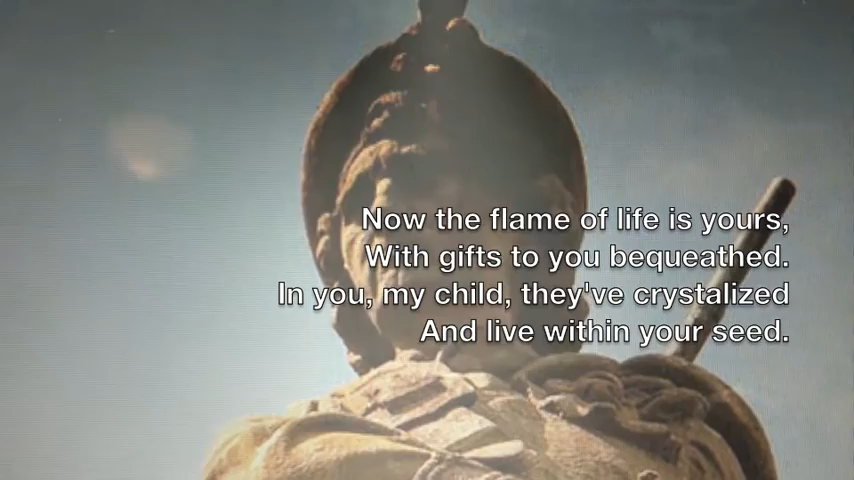 Now the flame of life is yours,
With gifts to you bequeathed.
In you, my child, they've crystalized
And live within your seed.